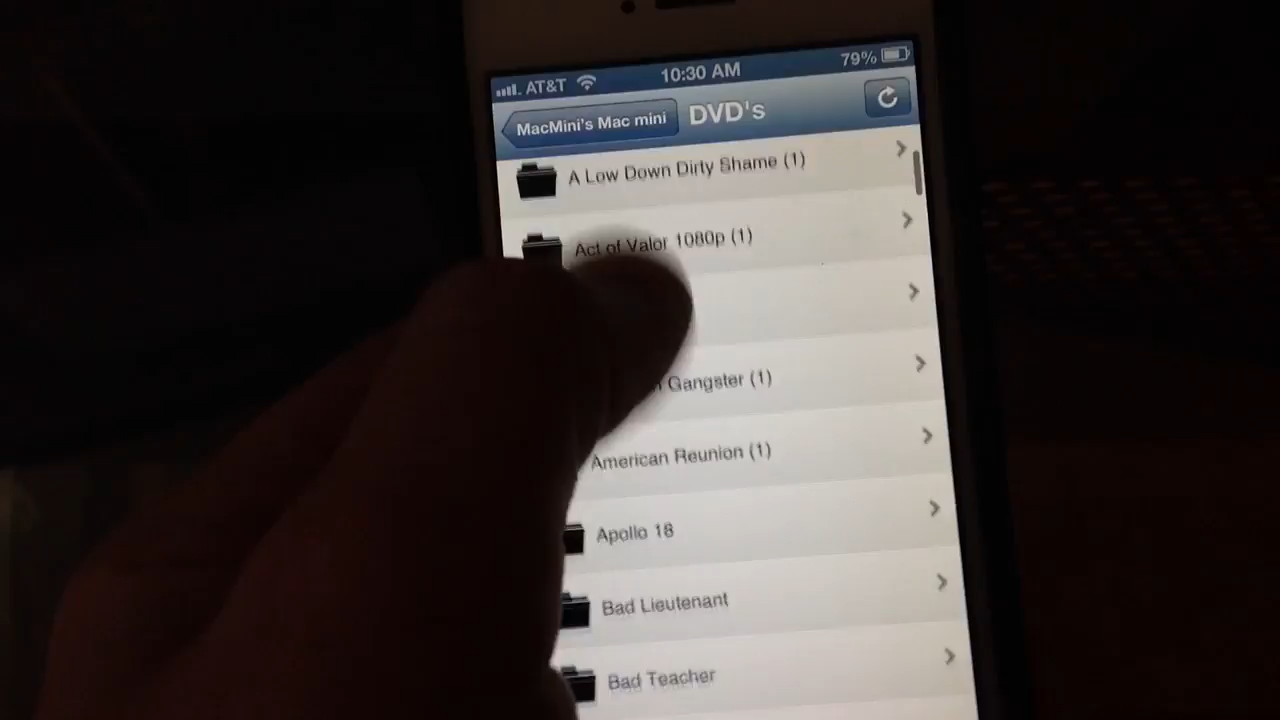 AT&T 10:30 AM 79%
MacMini's Mac mini DVD's
A Low Down Dirty Shame (1)
Act of Valor 1080p (1)
Gangster (1)
American Reunion (1)
Apollo 18
Bad Lieutenant
Bad Teacher